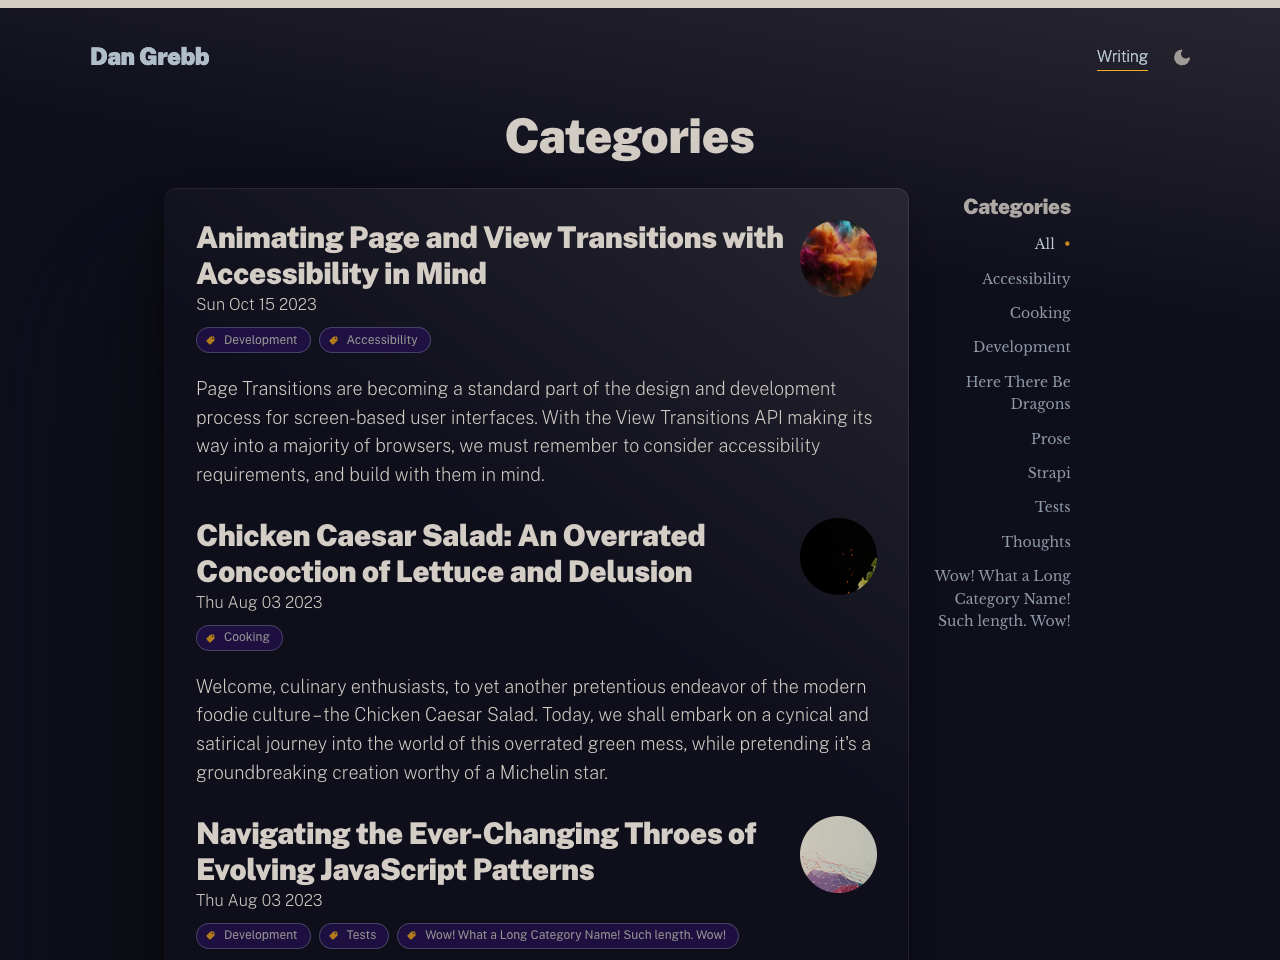 Dan Grebb
Writing
Categories
Animating Page and View Transitions with
Accessibility in Mind
Sun Oct 15 2023
Development
Accessibility
Page Transitions are becoming a standard part of the design and development
process for screen-based user interfaces. With the View Transitions API making its
way into a majority of browsers, we must remember to consider accessibility
requirements, and build with them in mind.
Chicken Caesar Salad: An Overrated
Concoction of Lettuce and Delusion
Thu Aug 03 2023
Cooking
Welcome, culinary enthusiasts, to yet another pretentious endeavor of the modern
foodie culture – the Chicken Caesar Salad. Today, we shall embark on a cynical and
satirical journey into the world of this overrated green mess, while pretending it's a
groundbreaking creation worthy of a Michelin star.
Navigating the Ever-Changing Throes of
Evolving JavaScript Patterns
Thu Aug 03 2023
Development
Tests
Wow! What a Long Category Name! Such length. Wow!
Categories
All •
Accessibility
Cooking
Development
Here There Be
Dragons
Prose
Strapi
Tests
Thoughts
Wow! What a Long
Category Name!
Such length. Wow!